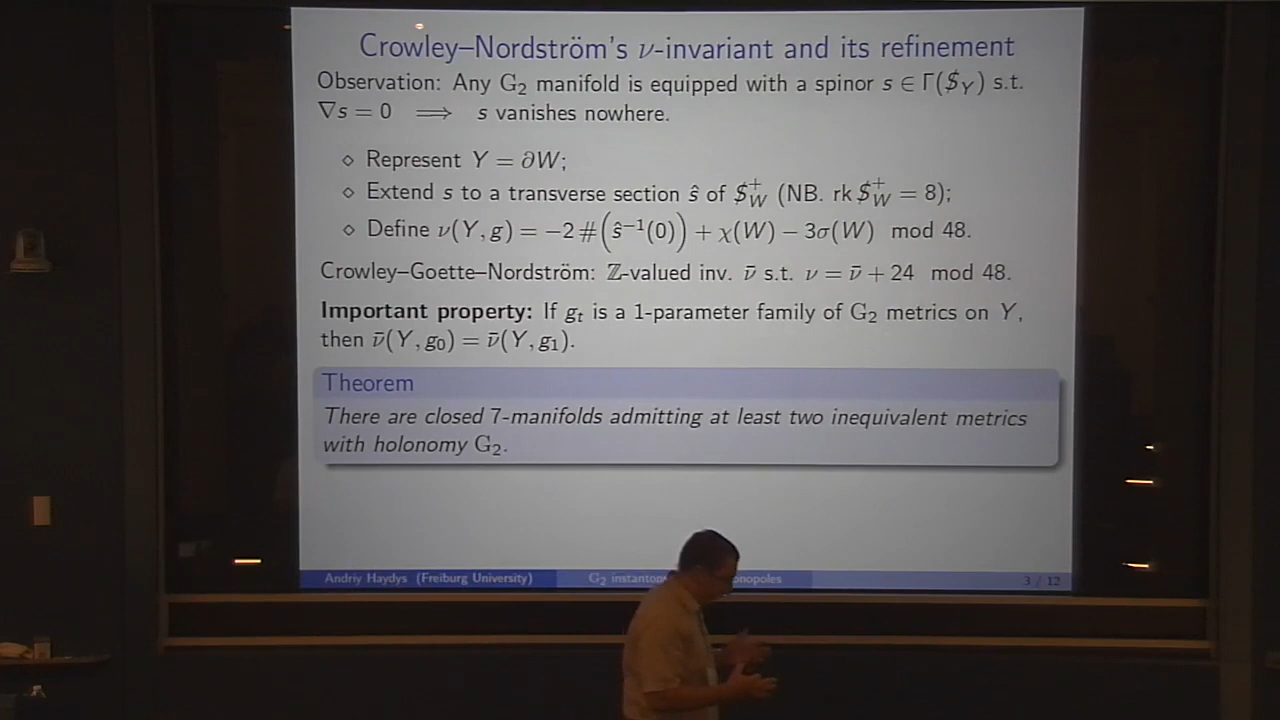 Crowley–Nordström's ν-invariant and its refinement
Observation: Any G₂ manifold is equipped with a spinor s ∈ Γ($̸_Y) s.t.
∇s = 0 ⟹ s vanishes nowhere.
⋄ Represent Y = ∂W;
⋄ Extend s to a transverse section ŝ of $̸⁺_W (NB. rk $̸⁺_W = 8);
⋄ Define ν(Y, g) = −2 #(ŝ⁻¹(0)) + χ(W) − 3σ(W) mod 48.
Crowley–Goette–Nordström: ℤ-valued inv. ν̄ s.t. ν = ν̄ + 24 mod 48.
Important property: If gₜ is a 1-parameter family of G₂ metrics on Y,
then ν̄(Y, g₀) = ν̄(Y, g₁).
Theorem
There are closed 7-manifolds admitting at least two inequivalent metrics
with holonomy G₂.
Andriy Haydys (Freiburg University) G₂ instantons 3 / 12